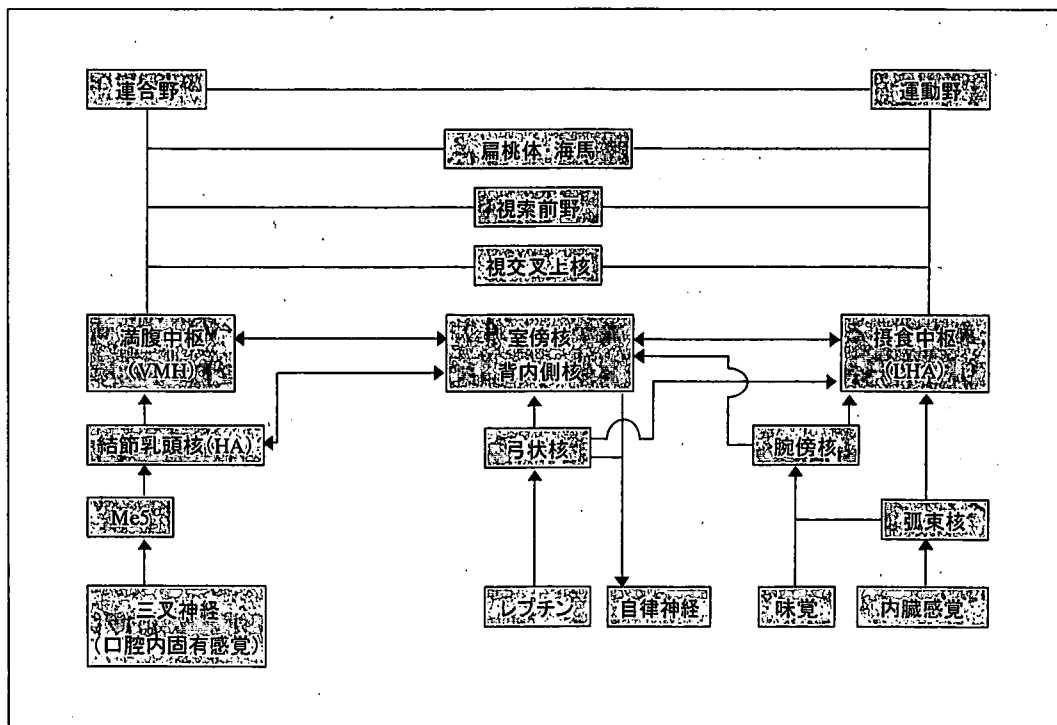 連合野
運動野
扁桃体・海馬
視索前野
視交叉上核
満腹中枢
(VMH)
室傍核
背内側核
摂食中枢
(LHA)
結節乳頭核(HA)
弓状核
腕傍核
Me5
弧束核
三叉神経
(口腔内固有感覚)
レプチン
自律神経
味覚
内臓感覚